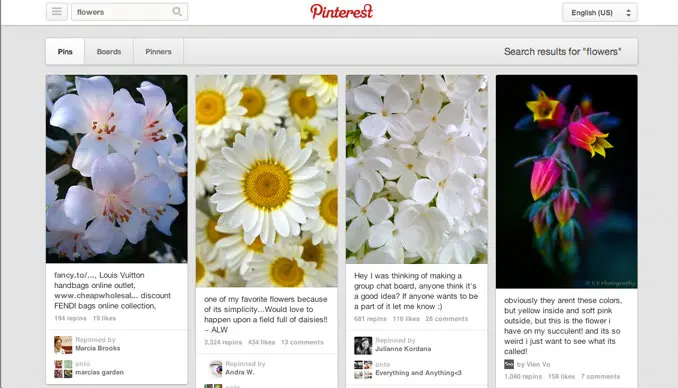 flowers
Pinterest
English (US)
Pins
Boards
Pinners
Search results for "flowers"
fancy.to/..., Louis Vuitton
handbags online outlet,
www.cheapwholesal... discount
FENDI bags online collection,
194 repins 13 likes
Repinned by
Marcia Brooks
onto
marcias garden
one of my favorite flowers because
of its simplicity...Would love to
happen upon a field full of daisies!!
~ ALW
3,324 repins 434 likes 13 comments
Repinned by
Andra W.
onto
Hey I was thinking of making a
group chat board, anyone think it's
a good idea? If anyone wants to be
a part of it let me know :)
681 repins 116 likes 28 comments
Repinned by
Julianne Kordana
onto
Everything and Anything<3
V V Photography
obviously they arent these colors,
but yellow inside and soft pink
outside, but this is the flower i
have on my succulent! and its so
weird i just want to see what its
called!
by Vien Vo
1,080 repins 158 likes 7 comments